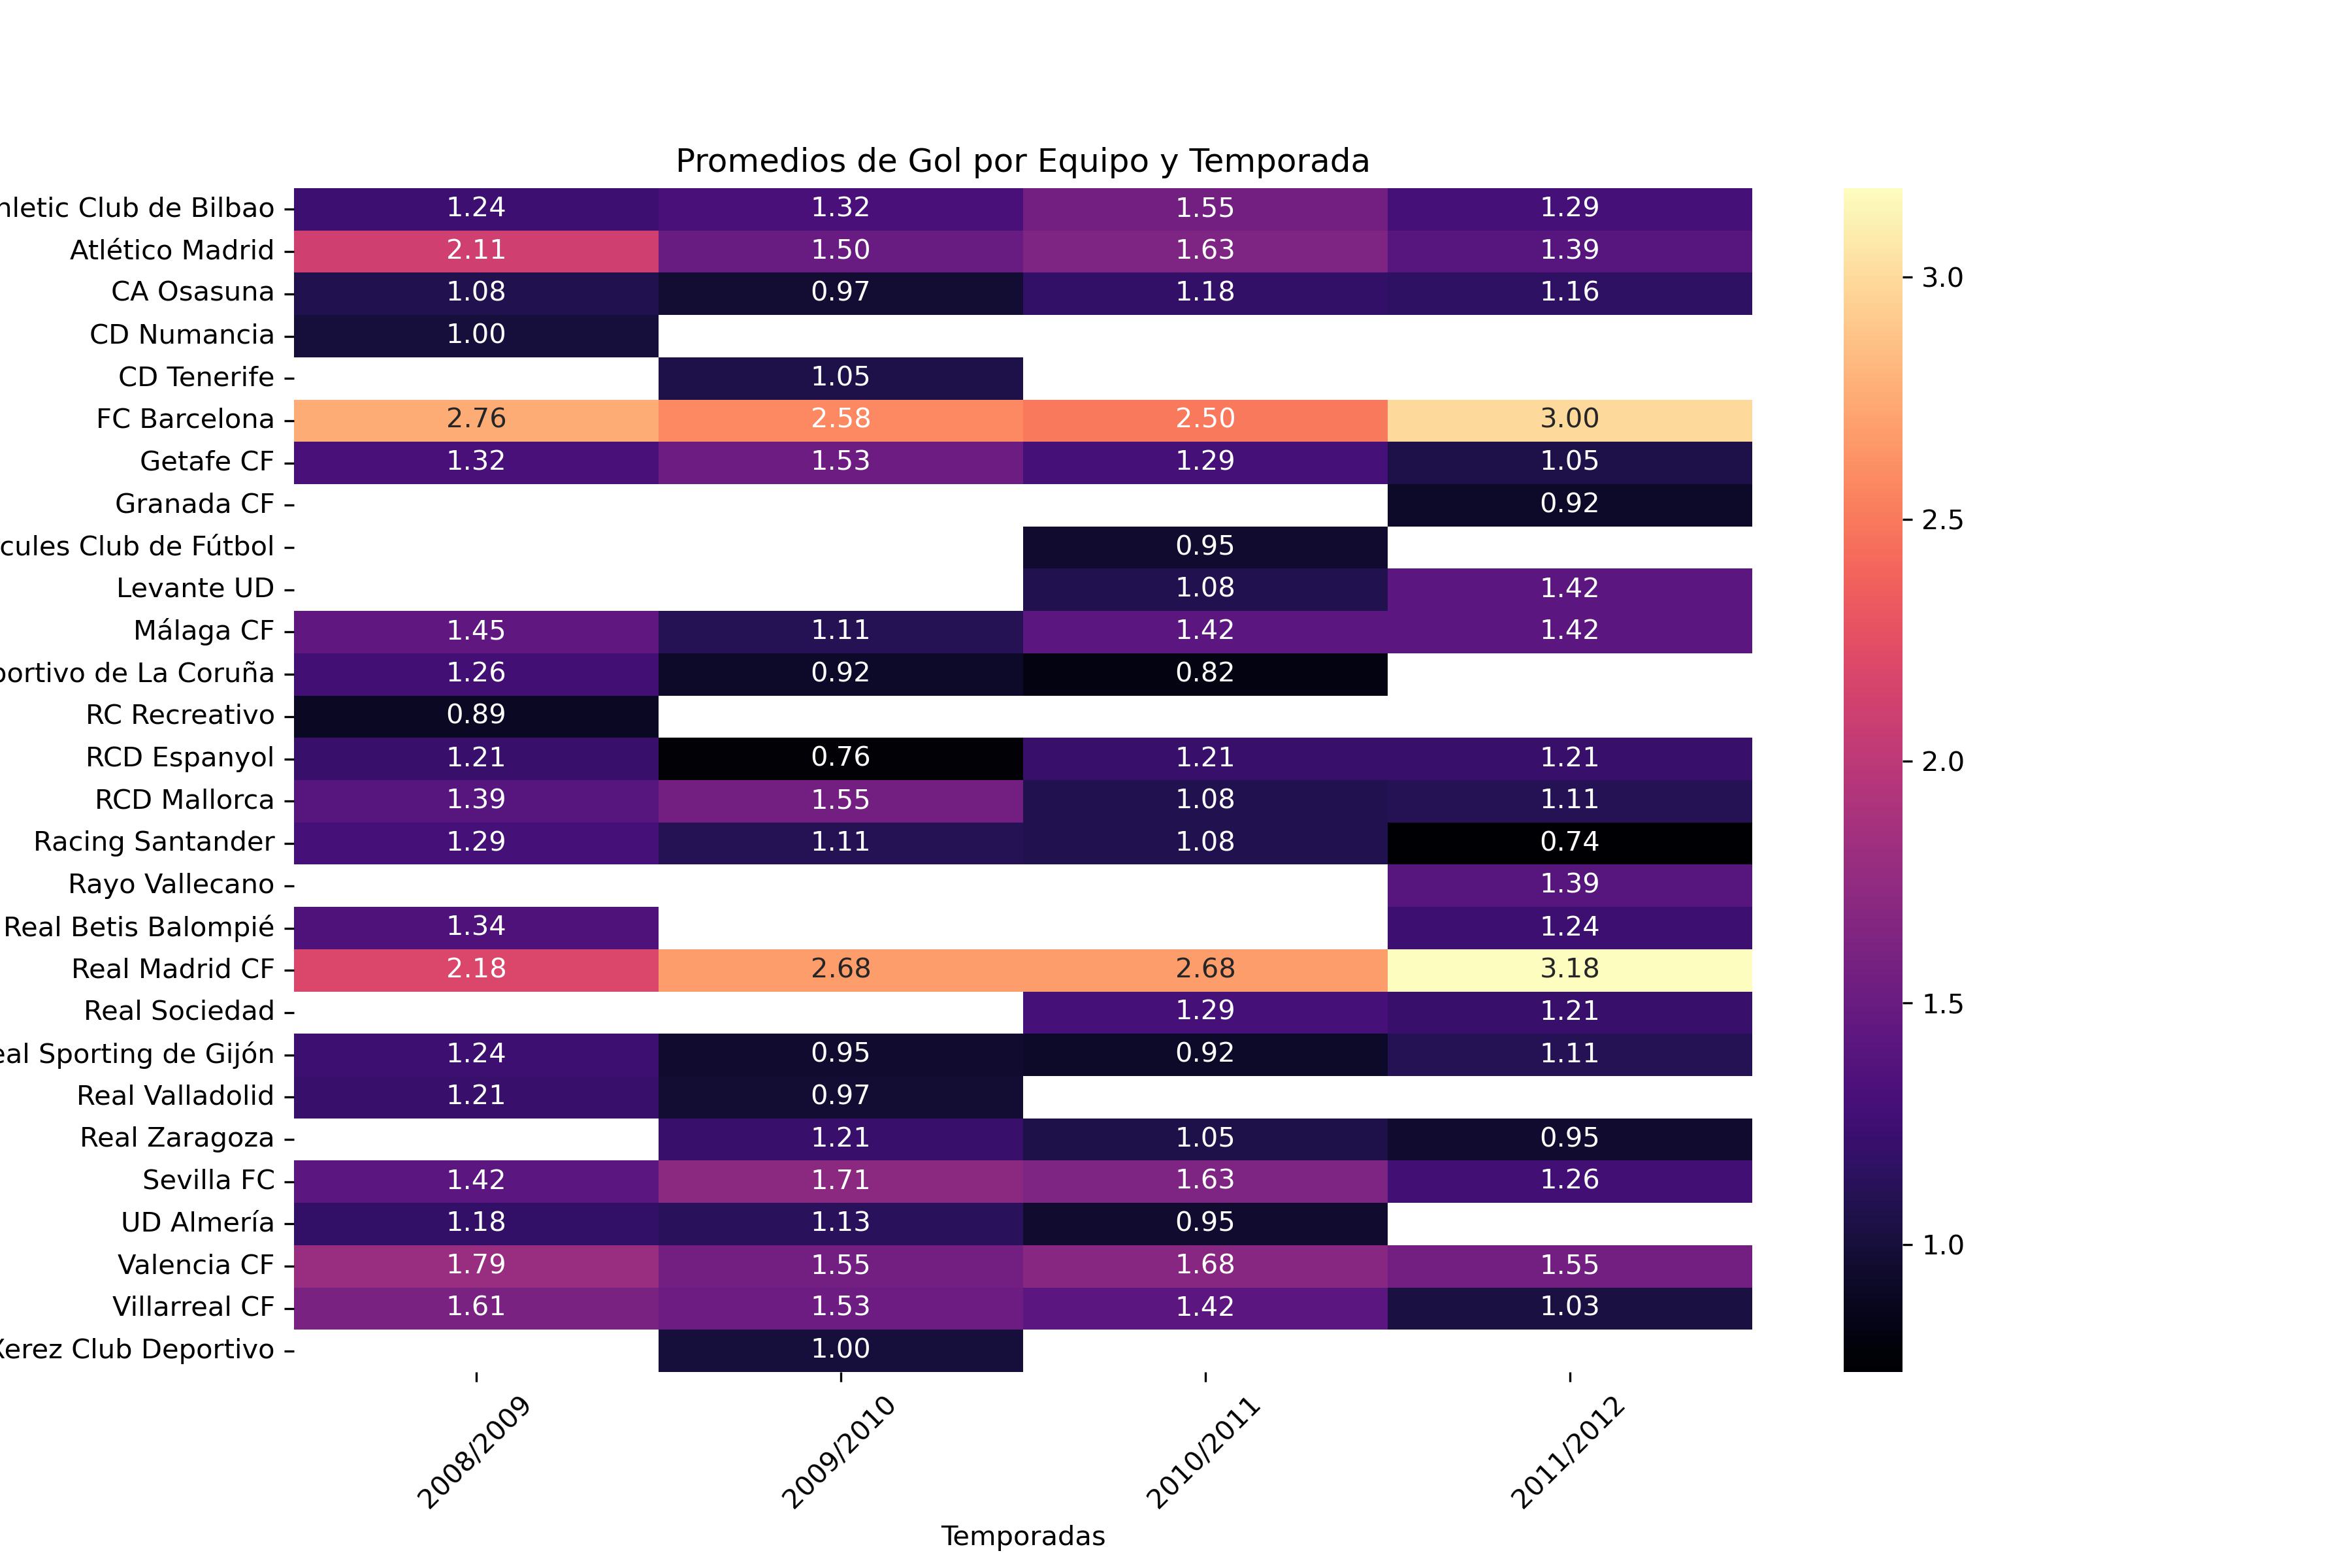 Promedios de Gol por Equipo y Temporada
hletic Club de Bilbao 1.24 1.32 1.55 1.29
Atlético Madrid 2.11 1.50 1.63 1.39
CA Osasuna 1.08 0.97 1.18 1.16
CD Numancia 1.00
CD Tenerife 1.05
FC Barcelona 2.76 2.58 2.50 3.00
Getafe CF 1.32 1.53 1.29 1.05
Granada CF 0.92
cules Club de Fútbol 0.95
Levante UD 1.08 1.42
Málaga CF 1.45 1.11 1.42 1.42
portivo de La Coruña 1.26 0.92 0.82
RC Recreativo 0.89
RCD Espanyol 1.21 0.76 1.21 1.21
RCD Mallorca 1.39 1.55 1.08 1.11
Racing Santander 1.29 1.11 1.08 0.74
Rayo Vallecano 1.39
Real Betis Balompié 1.34 1.24
Real Madrid CF 2.18 2.68 2.68 3.18
Real Sociedad 1.29 1.21
eal Sporting de Gijón 1.24 0.95 0.92 1.11
Real Valladolid 1.21 0.97
Real Zaragoza 1.21 1.05 0.95
Sevilla FC 1.42 1.71 1.63 1.26
UD Almería 1.18 1.13 0.95
Valencia CF 1.79 1.55 1.68 1.55
Villarreal CF 1.61 1.53 1.42 1.03
Xerez Club Deportivo 1.00
2008/2009 2009/2010 2010/2011 2011/2012
Temporadas
3.0
2.5
2.0
1.5
1.0